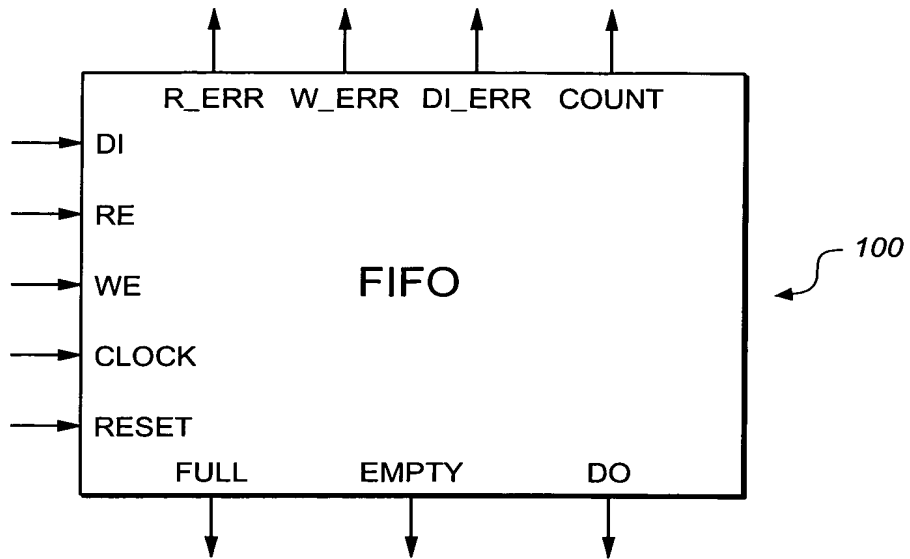 R_ERR W_ERR DI_ERR COUNT
DI
RE
WE
FIFO
100
CLOCK
RESET
FULL EMPTY DO